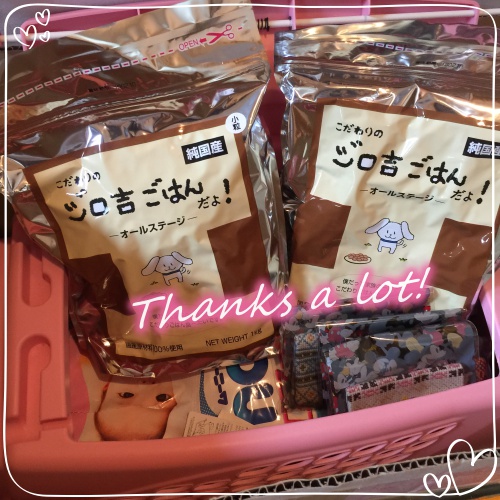 OPEN
小粒
純国産
こだわりの
ジロ吉ごはんだよ!
オールステージ
NET WEIGHT 1KG
純国産
こだわりの
ジロ吉ごはんだよ!
オールステージ
Thanks a lot!